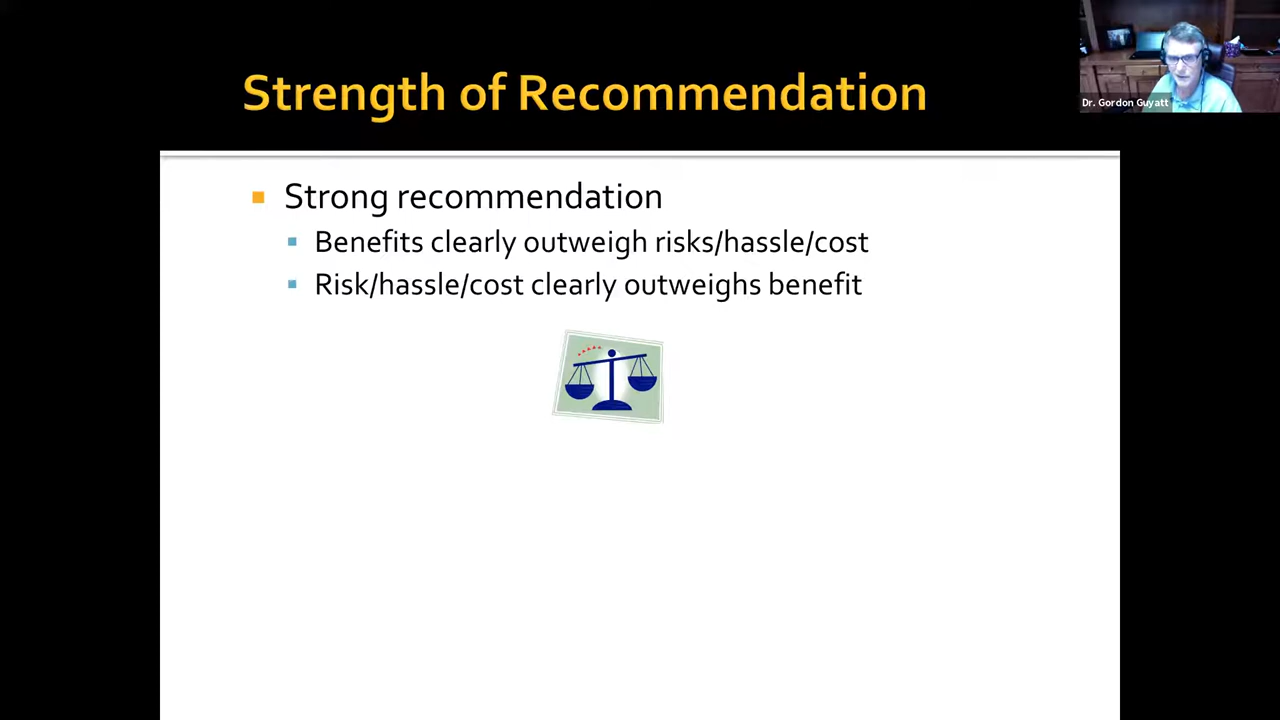 Strength of Recommendation
Dr. Gordon Guyatt
Strong recommendation
Benefits clearly outweigh risks/hassle/cost
Risk/hassle/cost clearly outweighs benefit